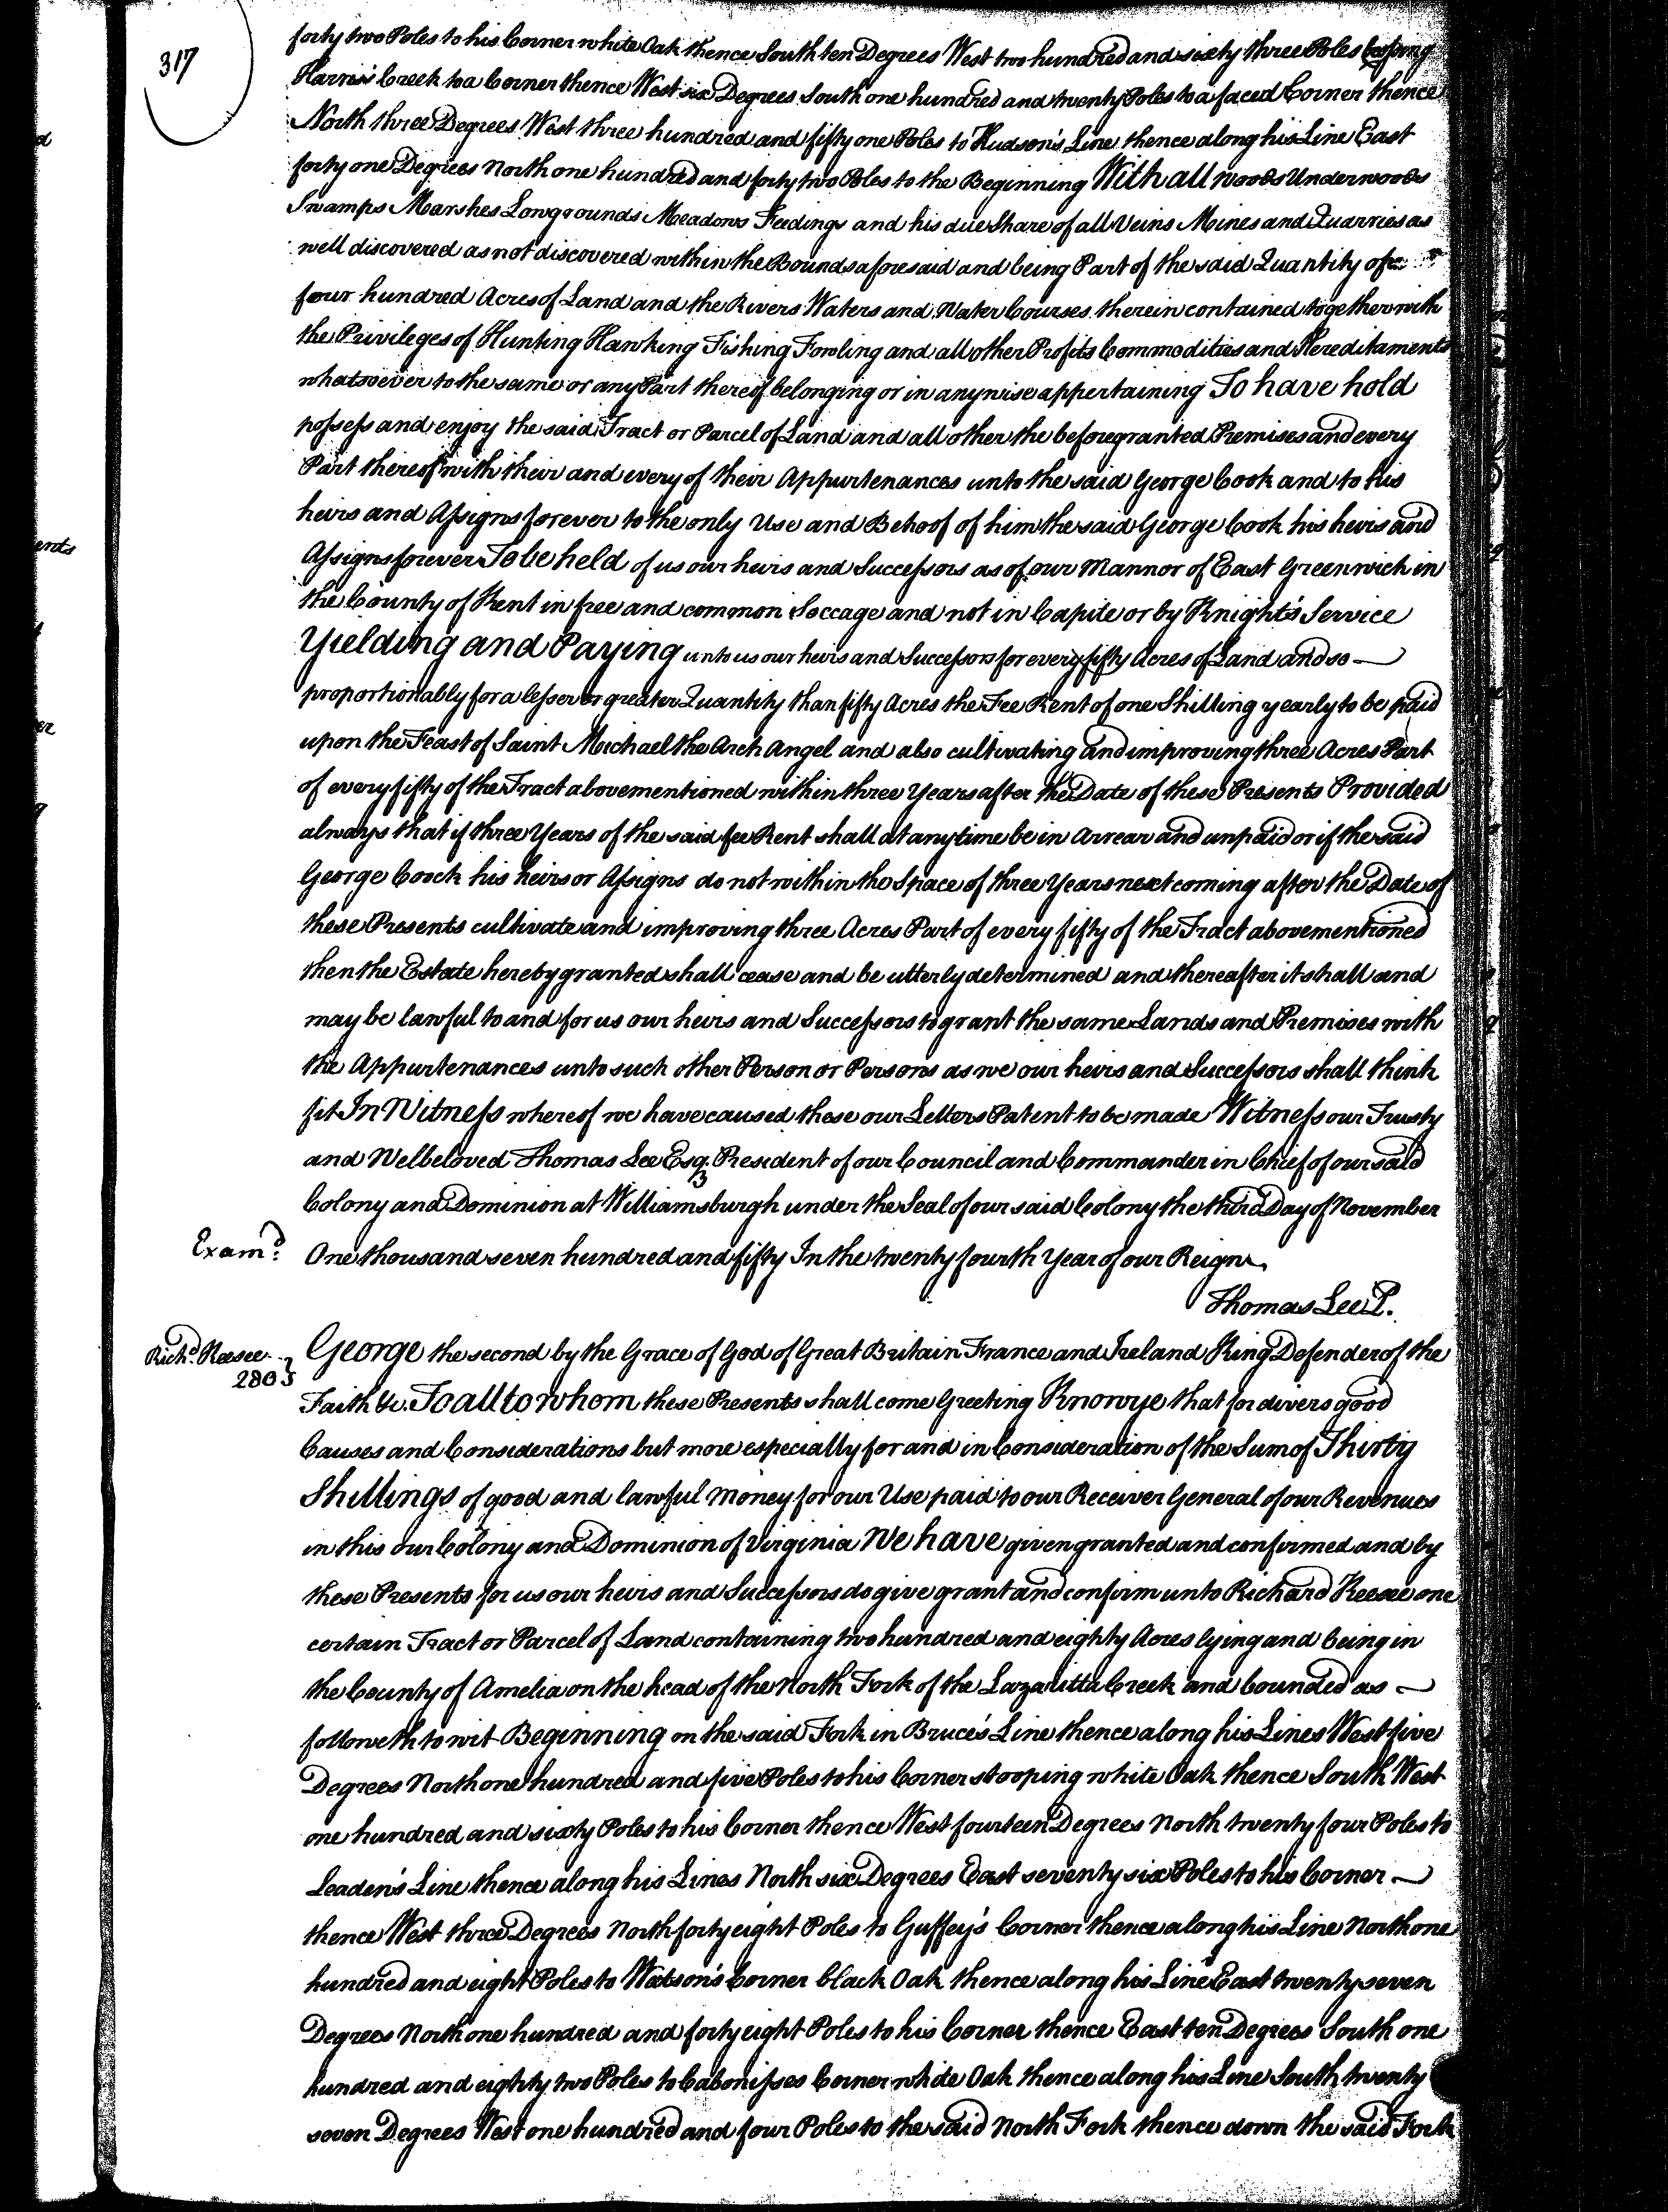 317
forty two Poles to his Corner white Oak thence South ten Degrees West two hundred and sixty three Poles crossing
Harris's Creek to a Corner thence West six Degrees South one hundred and twenty Poles to a faced Corner thence
North three Degrees West three hundred and fifty one Poles to Hudson's Line thence along his Line East
forty one Degrees North one hundred and forty two Poles to the Beginning With all woods Underwoods
Swamps Marshes Lowgrounds Meadows Feedings and his due Share of all Veins Mines and Quarries as
well discovered as not discovered within the Bounds aforesaid and being Part of the said Quantity of
four hundred Acres of Land and the Rivers Waters and Water Courses therein contained together with
the Privileges of Hunting Hawking Fishing Fowling and all other Profits Commodities and Hereditaments
whatsoever to the same or any Part thereof belonging or in any wise appertaining To have hold
possess and enjoy the said Tract or Parcel of Land and all other the beforegranted Premises and every
Part thereof with their and every of their Appurtenances unto the said George Cook and to his
heirs and Assigns forever to the only Use and Behoof of him the said George Cook his heirs and
Assigns forever To be held of us our heirs and Successors as of our Mannor of East Greenwich in
the County of Kent in free and common Soccage and not in Capite or by Knight's Service
Yielding and Paying unto us our heirs and Successors for every fifty Acres of Land and so
proportionably for a lesser or greater Quantity than fifty Acres the Fee Rent of one Shilling yearly to be paid
upon the Feast of Saint Michael the Arch Angel and also cultivating and improving three Acres Part
of every fifty of the Tract abovementioned within three Years after the Date of these Presents Provided
always that if three Years of the said fee Rent shall at any time be in Arrear and unpaid or if the said
George Coock his heirs or Assigns do not within the Space of three Years next coming after the Date of
these Presents cultivate and improving three Acres Part of every fifty of the Tract abovementioned
then the Estate hereby granted shall cease and be utterly determined and thereafter it shall and
may be lawful to and for us our heirs and Successors to grant the same Lands and Premises with
the Appurtenances unto such other Person or Persons as we our heirs and Successors shall think
fit In Witness whereof we have caused these our Letters Patent to be made Witness our Trusty
and Welbeloved Thomas Lee Esq. President of our Council and Commander in Chief of our said
Colony and Dominion at Williamsburgh under the Seal of our said Colony the third Day of November
Exam.d One thousand seven hundred and fifty In the twenty fourth Year of our Reign
Thomas Lee P.
Rich.d Keesee
280
George the second by the Grace of God of Great Britain France and Ireland King Defender of the
Faith &c. To all to whom these Presents shall come Greeting Know ye that for divers good
Causes and Considerations but more especially for and in Consideration of the Sum of Thirty
Shillings of good and lawful Money for our Use paid to our Receiver General of our Revenues
in this our Colony and Dominion of Virginia We have given granted and confirmed and by
these Presents for us our heirs and Successors do give grant and confirm unto Richard Keesee one
certain Tract or Parcel of Land containing two hundred and eighty Acres lying and being in
the County of Amelia on the head of the North Fork of the Lazaritta Creek and bounded as
followeth to wit Beginning on the said Fork in Bruce's Line thence along his Lines West five
Degrees North one hundred and five Poles to his Corner stooping white Oak thence South West
one hundred and sixty Poles to his Corner thence West fourteen Degrees North twenty four Poles to
Leaden's Line thence along his Lines North six Degrees East seventy six Poles to his Corner
thence West three Degrees North forty eight Poles to Guffey's Corner thence along his Line North one
hundred and eight Poles to Watson's Corner black Oak thence along his Line East twenty seven
Degrees North one hundred and forty eight Poles to his Corner thence East ten Degrees South one
hundred and eighty two Poles to Cabonisses Corner white Oak thence along his Line South twenty
seven Degrees West one hundred and four Poles to the said North Fork thence down the said Fork